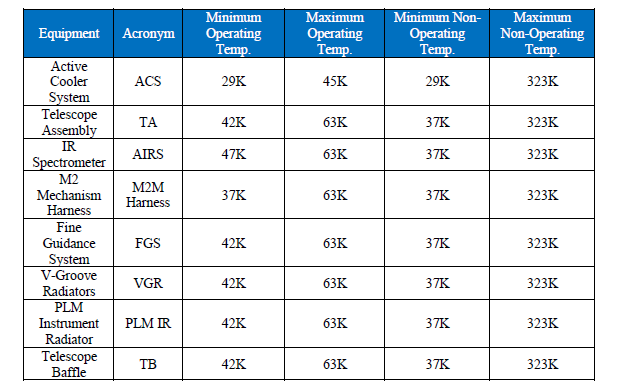 Equipment Acronym Minimum Operating Temp. Maximum Operating Temp. Minimum Non-Operating Temp. Maximum Non-Operating Temp.
Active Cooler System ACS 29K 45K 29K 323K
Telescope Assembly TA 42K 63K 37K 323K
IR Spectrometer AIRS 47K 63K 37K 323K
M2 Mechanism Harness M2M Harness 37K 63K 37K 323K
Fine Guidance System FGS 42K 63K 37K 323K
V-Groove Radiators VGR 42K 63K 37K 323K
PLM Instrument Radiator PLM IR 42K 63K 37K 323K
Telescope Baffle TB 42K 63K 37K 323K